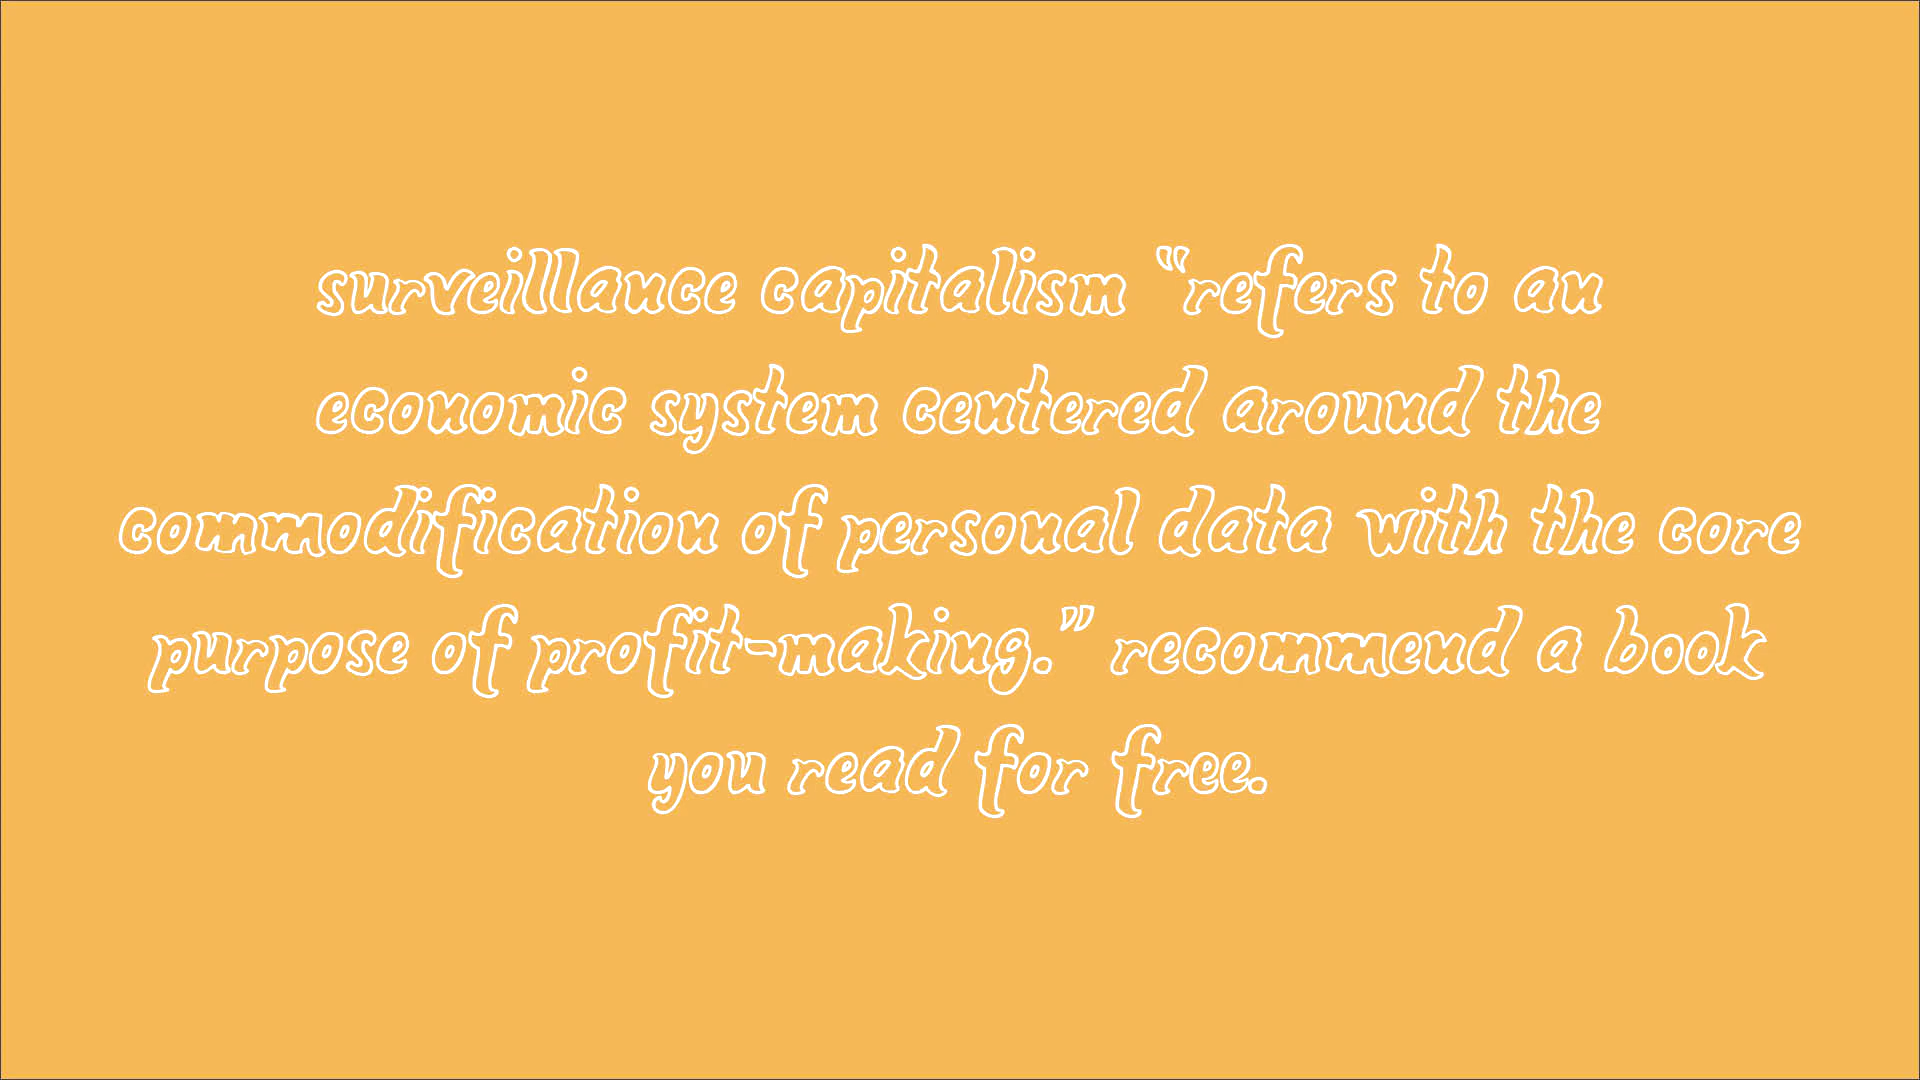 surveillance capitalism “refers to an
economic system centered around the
commodification of personal data with the core
purpose of profit-making.” recommend a book
you read for free.